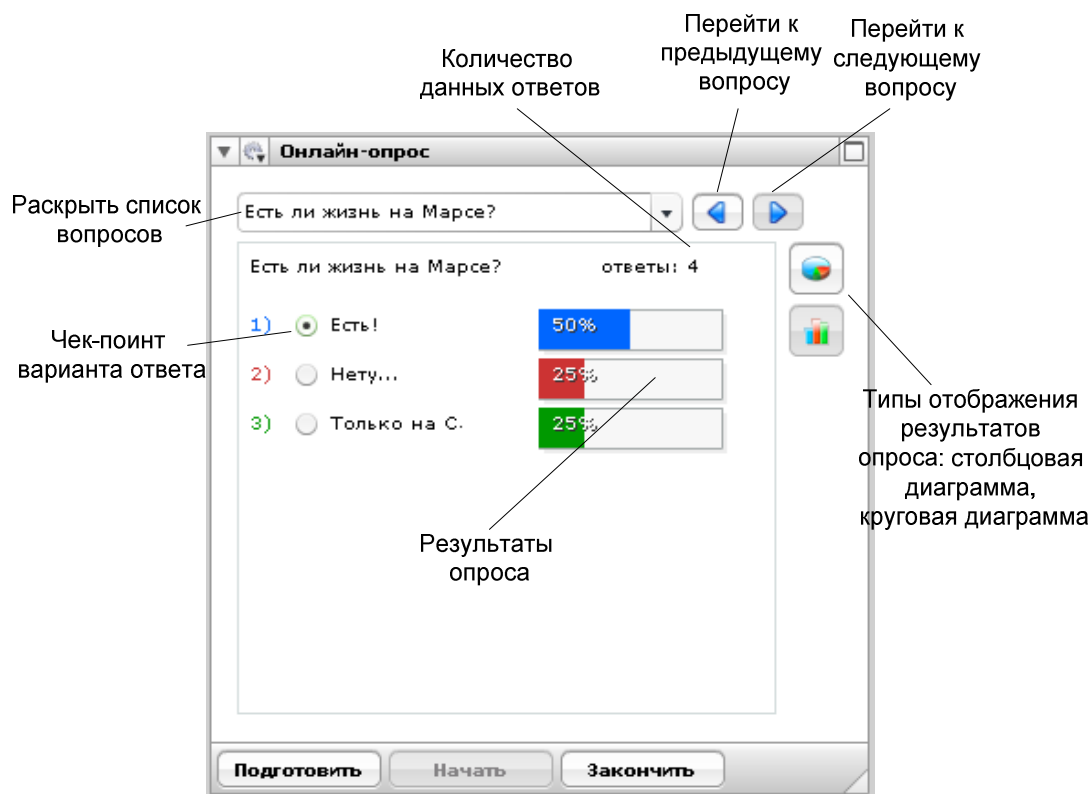 Количество
данных ответов
Перейти к
предыдущему
вопросу
Перейти к
следующему
вопросу
Онлайн-опрос
Раскрыть список
вопросов
Есть ли жизнь на Марсе?
Есть ли жизнь на Марсе? ответы: 4
Чек-поинт
варианта ответа
1) Есть! 50%
2) Нету... 25%
3) Только на С. 25%
Типы отображения
результатов
опроса: столбцовая
диаграмма,
круговая диаграмма
Результаты
опроса
Подготовить Начать Закончить